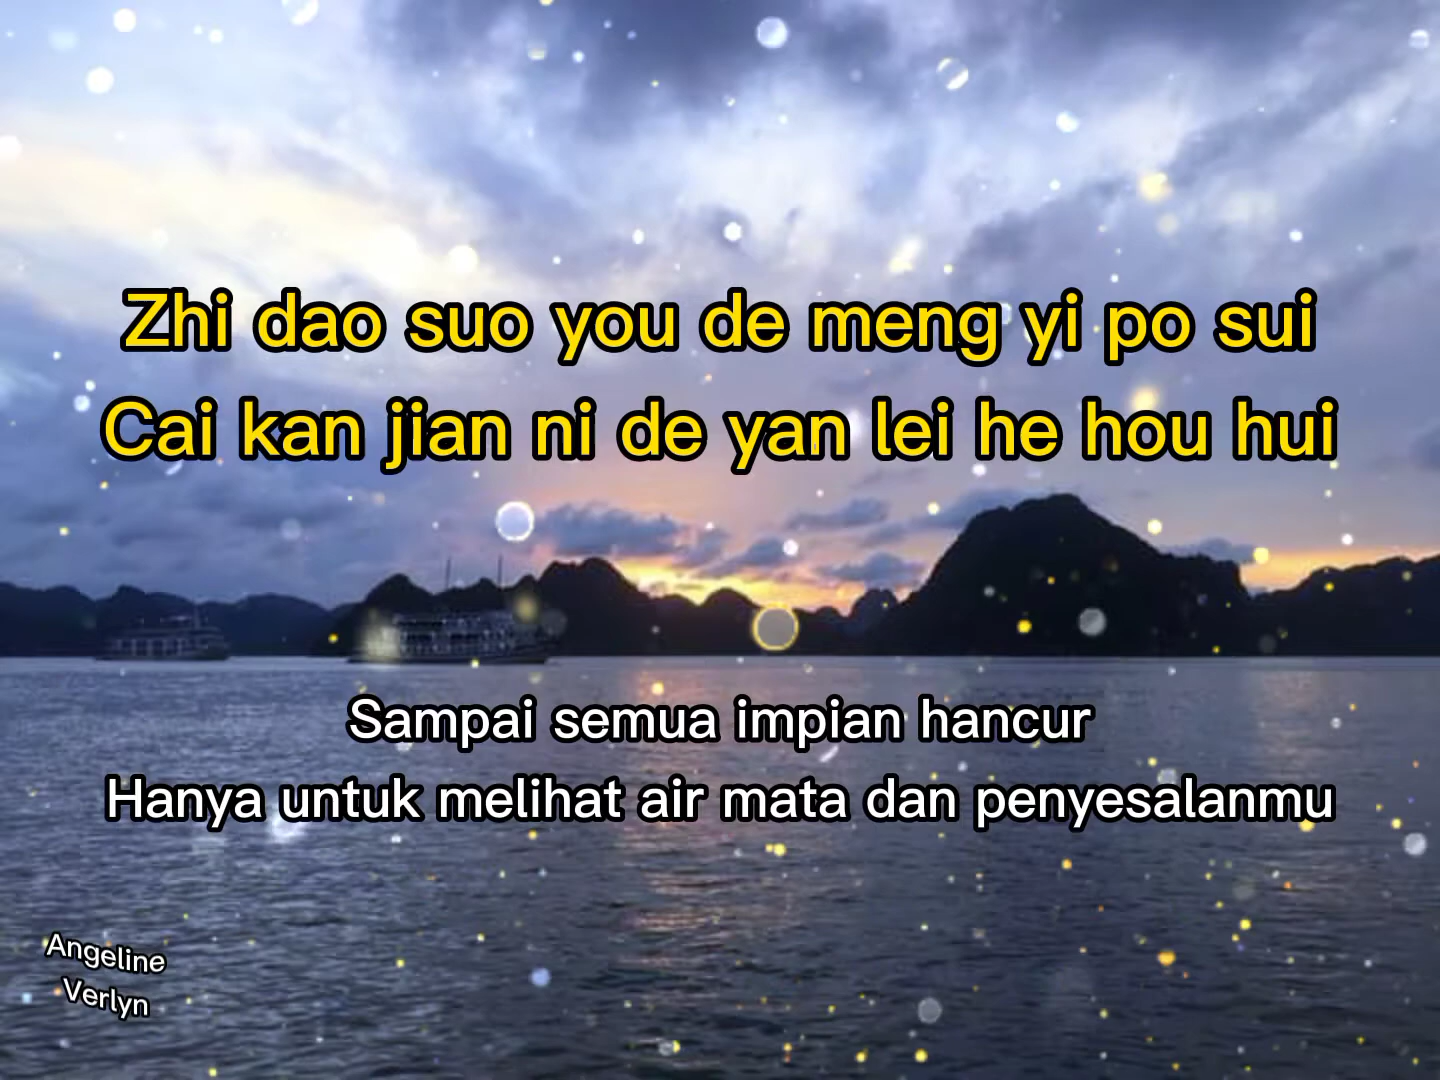 Zhi dao suo you de meng yi po sui
Cai kan jian ni de yan lei he hou hui
Sampai semua impian hancur
Hanya untuk melihat air mata dan penyesalanmu
Angeline
Verlyn